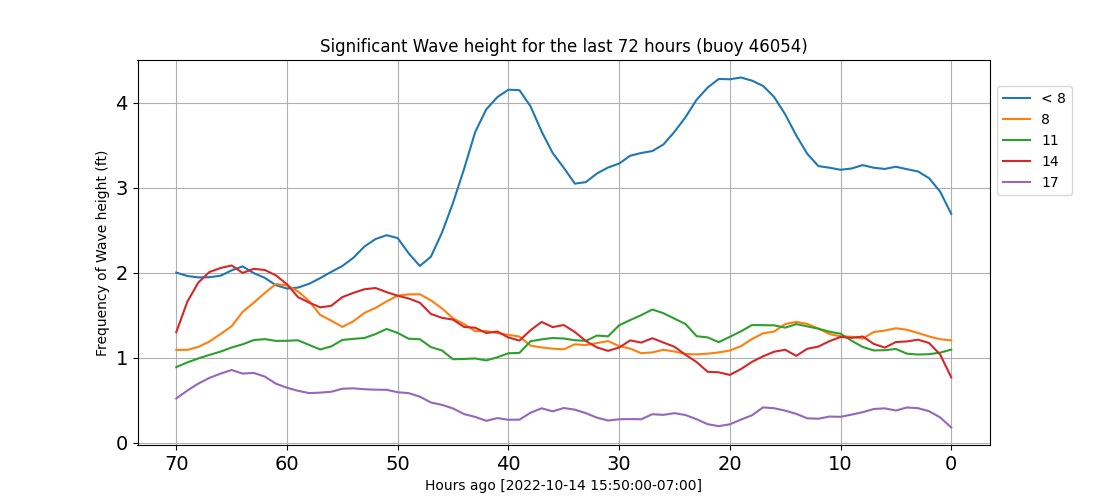 Significant Wave height for the last 72 hours (buoy 46054)
Frequency of Wave height (ft)
4
3
2
1
0
70 60 50 40 30 20 10 0
Hours ago [2022-10-14 15:50:00-07:00]
< 8
8
11
14
17